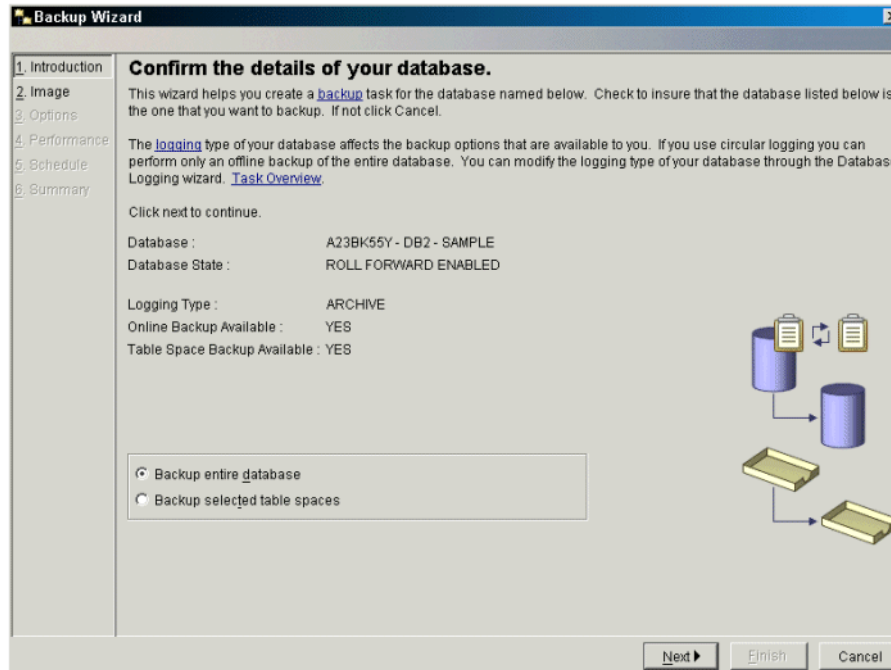 Backup Wizard
1. Introduction
2. Image
3. Options
4. Performance
5. Schedule
6. Summary
Confirm the details of your database.
This wizard helps you create a backup task for the database named below. Check to insure that the database listed below is
the one that you want to backup. If not click Cancel.
The logging type of your database affects the backup options that are available to you. If you use circular logging you can
perform only an offline backup of the entire database. You can modify the logging type of your database through the Databas
Logging wizard. Task Overview.
Click next to continue.
Database : A23BK55Y - DB2 - SAMPLE
Database State : ROLL FORWARD ENABLED
Logging Type : ARCHIVE
Online Backup Available : YES
Table Space Backup Available : YES
Backup entire database
Backup selected table spaces
Next
Finish
Cancel